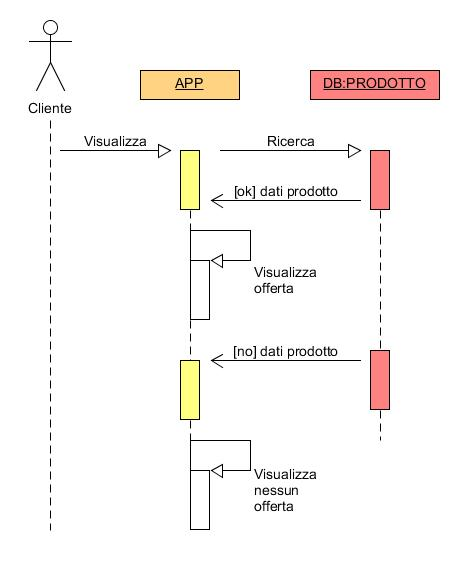 Cliente
APP
DB:PRODOTTO
Visualizza
Ricerca
[ok] dati prodotto
Visualizza
offerta
[no] dati prodotto
Visualizza
nessun
offerta